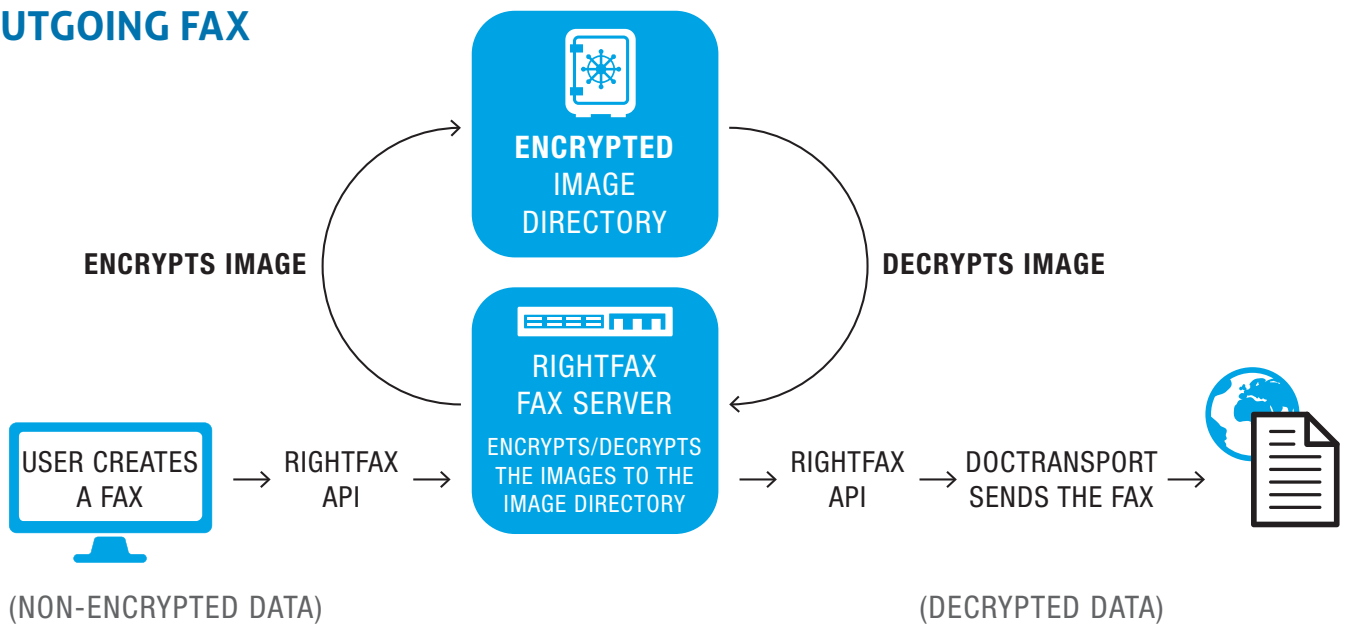 UTGOING FAX
ENCRYPTED
IMAGE
DIRECTORY
ENCRYPTS IMAGE
DECRYPTS IMAGE
RIGHTFAX
FAX SERVER
ENCRYPTS/DECRYPTS
THE IMAGES TO THE
IMAGE DIRECTORY
USER CREATES
A FAX
RIGHTFAX
API
RIGHTFAX
API
DOCTRANSPORT
SENDS THE FAX
(NON-ENCRYPTED DATA)
(DECRYPTED DATA)